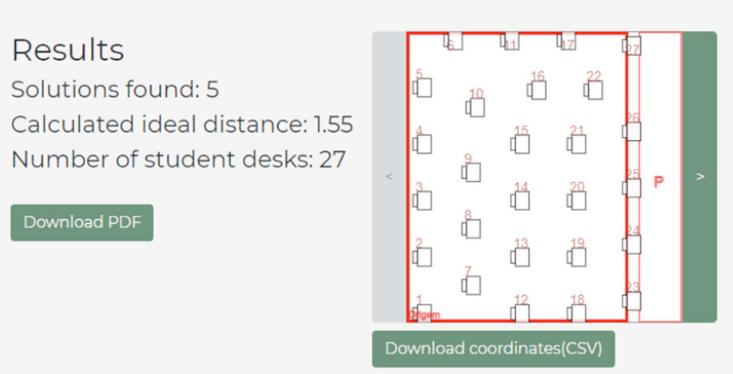 Results
Solutions found: 5
Calculated ideal distance: 1.55
Number of student desks: 27
Download PDF
<
6 11 17 27
5 16 22
10
26
4 15 21
9
25
P
>
3 14 20
8
24
2 13 19
7
23
1 12 18
Origem
Download coordinates(CSV)